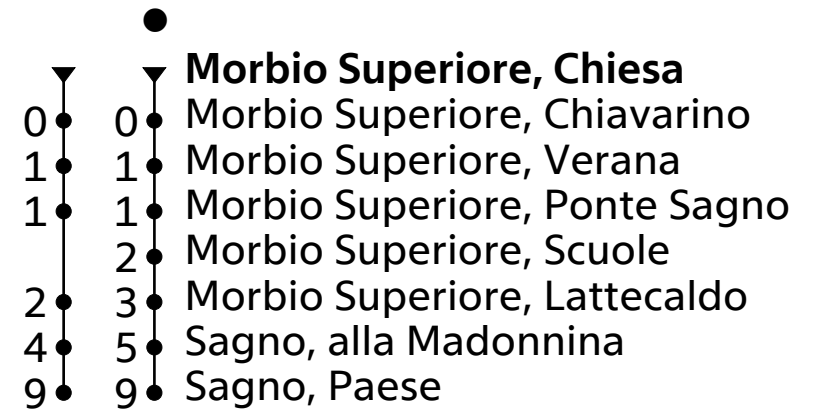 Morbio Superiore, Chiesa
0 0 Morbio Superiore, Chiavarino
1 1 Morbio Superiore, Verana
1 1 Morbio Superiore, Ponte Sagno
2 Morbio Superiore, Scuole
2 3 Morbio Superiore, Lattecaldo
4 5 Sagno, alla Madonnina
9 9 Sagno, Paese